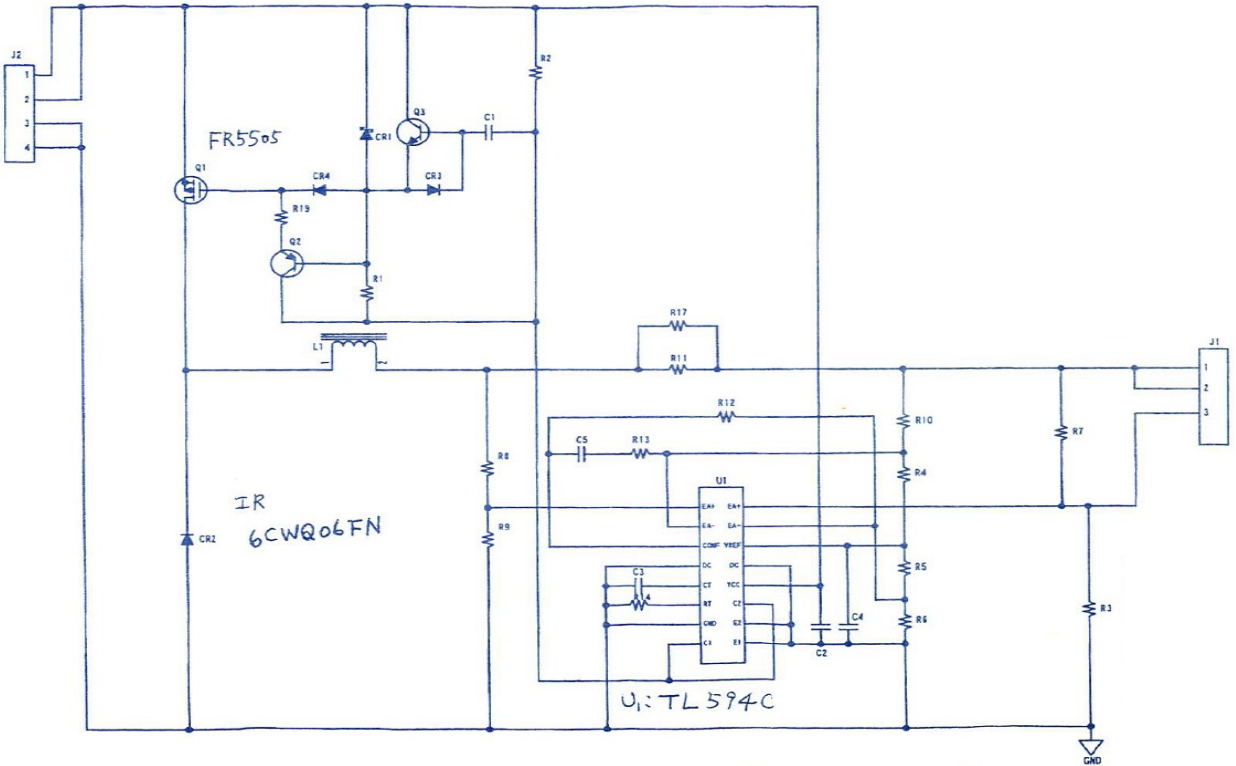 J2
1
2
3
4
R2
Q3
C1
CR1
FR5505
Q1
CR4
CR3
R19
Q2
R1
L1
1
2
R17
R11
J1
1
2
3
R12
R10
C5
R13
R7
R8
R4
U1
IR
6CWQ06FN
EA+ EA+
R9
EA- EA-
CR2
COMP VREF
DC DC
R5
C3
CT VCC
RT C2
R3
C4
R6
GND E2
C1 E1
C2
U1: TL594C
GND